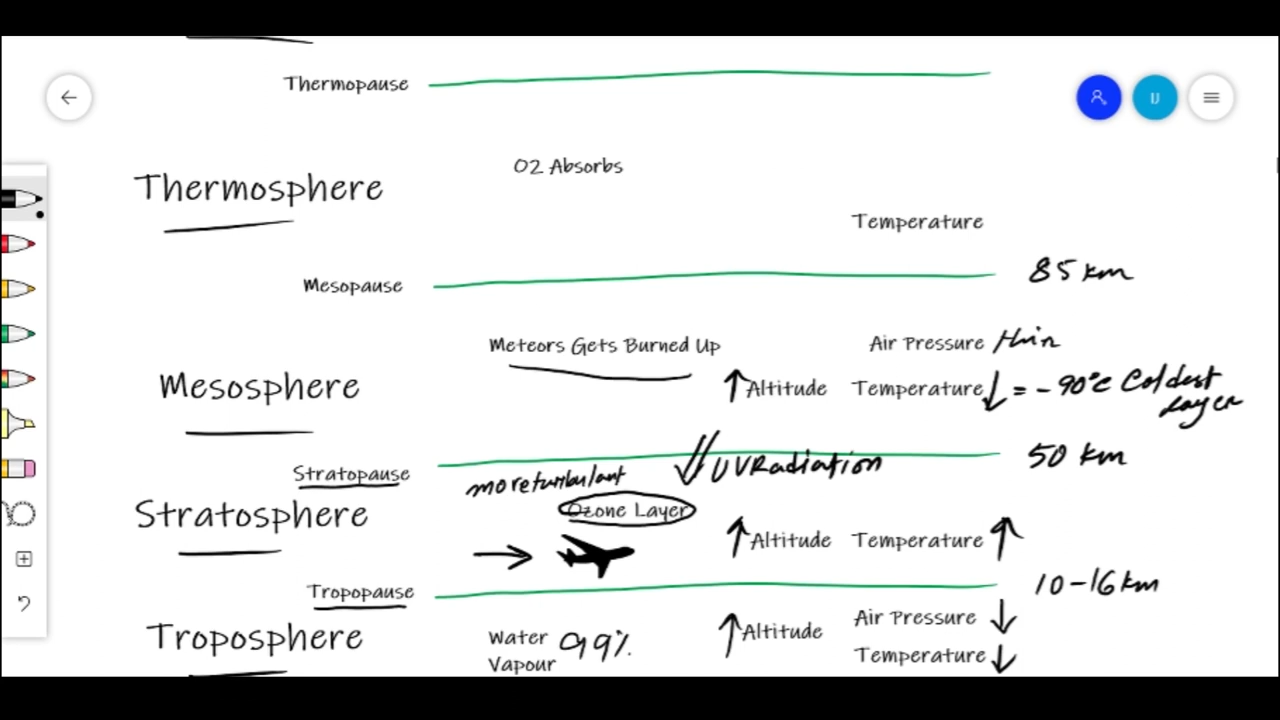 Thermopause
O2 Absorbs
Thermosphere
Temperature
85 km
Mesopause
Meteors Gets Burned Up
Air Pressure thin
Mesosphere
Altitude Temperature = -90°C Coldest
layer
50 km
Stratopause
more turbulant
UV Radiation
Stratosphere
Ozone Layer
Altitude Temperature
10-16 km
Tropopause
Air Pressure
Troposphere
Water 99%
Vapour
Altitude
Temperature